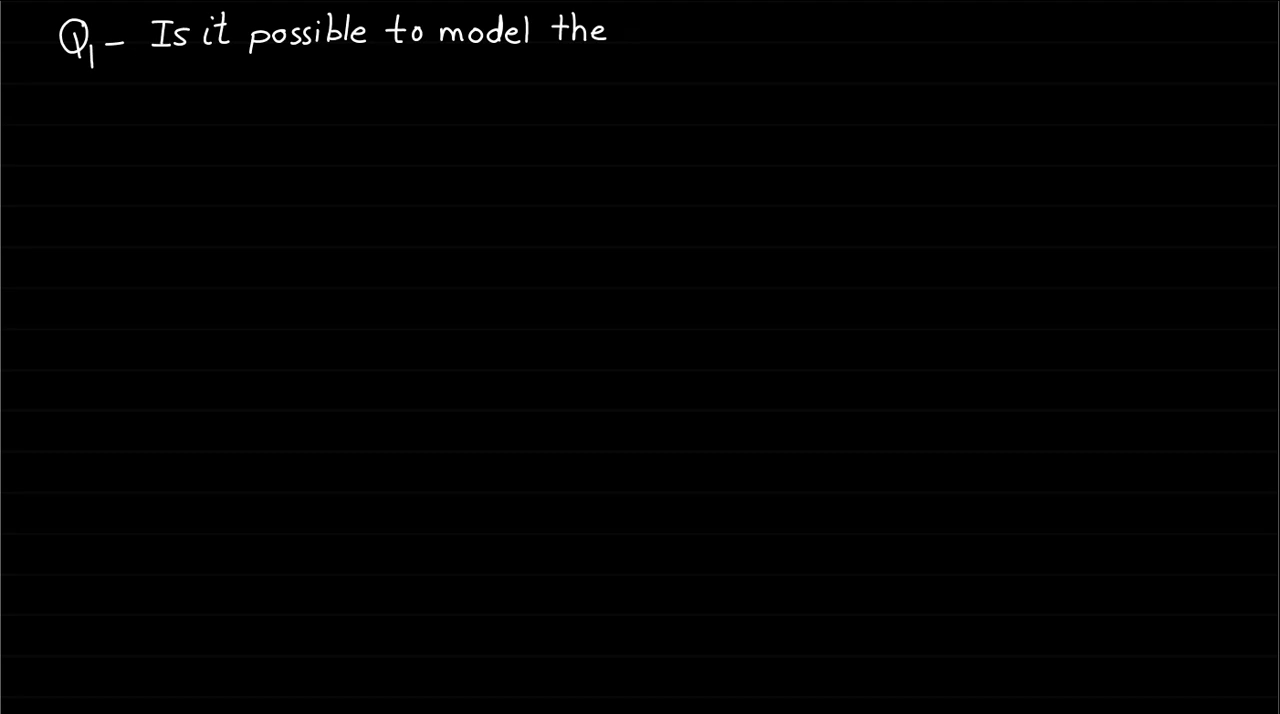 Q1 – Is it possible to model the